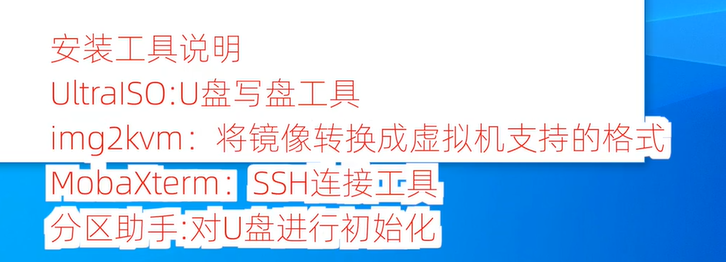 安装工具说明
UltraISO:U盘写盘工具
img2kvm：将镜像转换成虚拟机支持的格式
MobaXterm：SSH连接工具
分区助手:对U盘进行初始化